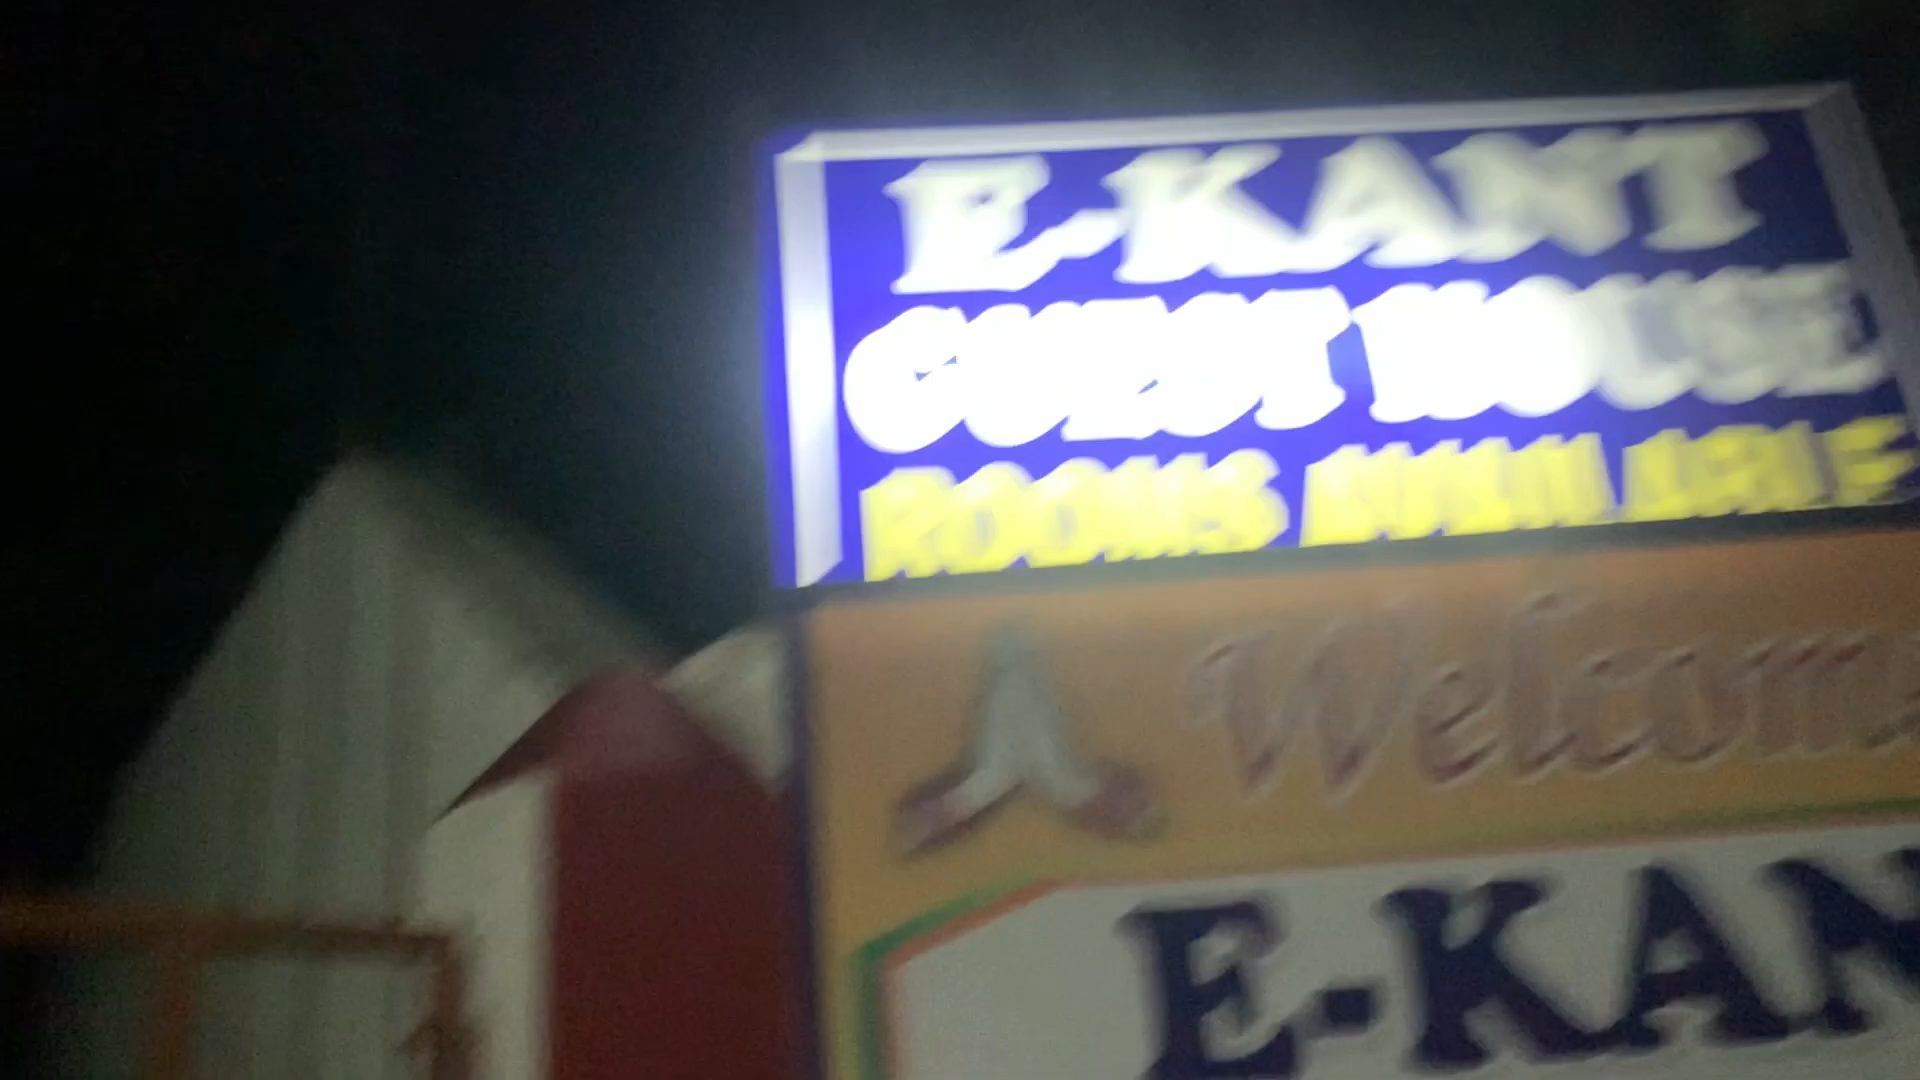 E-KANT
GUEST HOUSE
ROOMS AVAILABLE
Welcome
E-KAN